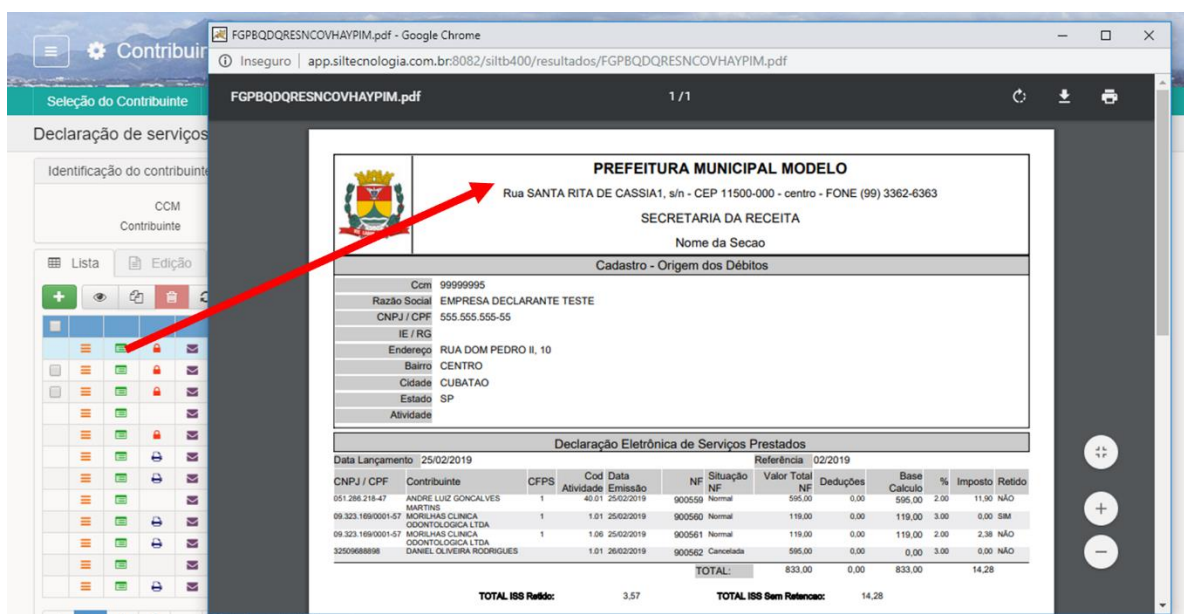 FGPBQDQRESNCOVHAYPIM.pdf - Google Chrome
Contribuir
Inseguro | app.siltecnologia.com.br:8082/siltb400/resultados/FGPBQDQRESNCOVHAYPIM.pdf
Seleção do Contribuinte
FGPBQDQRESNCOVHAYPIM.pdf 1 / 1
Declaração de serviços
Identificação do contribuinte
CCM
Contribuinte
Lista Edição
PREFEITURA MUNICIPAL MODELO
Rua SANTA RITA DE CASSIA1, s/n - CEP 11500-000 - centro - FONE (99) 3362-6363
SECRETARIA DA RECEITA
Nome da Secao
Cadastro - Origem dos Débitos
Ccm 99999995
Razão Social EMPRESA DECLARANTE TESTE
CNPJ / CPF 555.555.555-55
IE / RG
Endereço RUA DOM PEDRO II, 10
Bairro CENTRO
Cidade CUBATAO
Estado SP
Atividade
Declaração Eletrônica de Serviços Prestados
Data Lançamento 25/02/2019 Referência 02/2019
CNPJ / CPF Contribuinte CFPS Cod Atividade Data Emissão NF Situação NF Valor Total NF Deduções Base Calculo % Imposto Retido
051.286.218-47 ANDRE LUIZ GONCALVES MARTINS 1 40.01 25/02/2019 900559 Normal 595,00 0,00 595,00 2.00 11,90 NÃO
09.323.169/0001-57 MORILHAS CLINICA ODONTOLOGICA LTDA 1 1.01 25/02/2019 900560 Normal 119,00 0,00 119,00 3.00 0,00 SIM
09.323.169/0001-57 MORILHAS CLINICA ODONTOLOGICA LTDA 1 1.06 25/02/2019 900561 Normal 119,00 0,00 119,00 2.00 2,38 NÃO
32509688898 DANIEL OLIVEIRA RODRIGUES 1.01 26/02/2019 900562 Cancelada 595,00 0,00 0,00 3.00 0,00 NÃO
TOTAL: 833,00 0,00 833,00 14,28
TOTAL ISS Retido: 3,57 TOTAL ISS Sem Retencao: 14,28